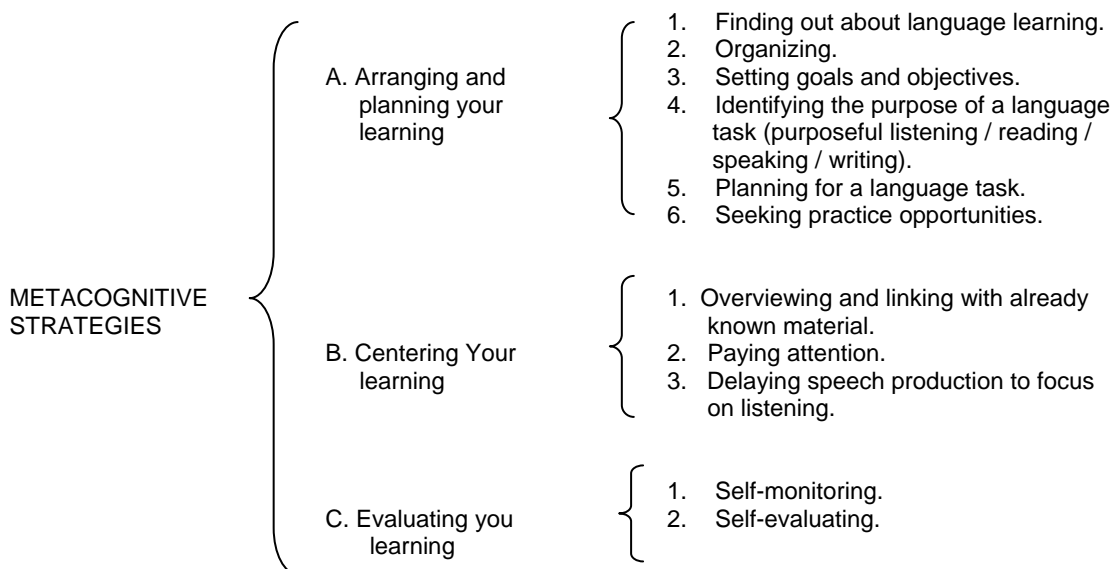 METACOGNITIVE
STRATEGIES
A. Arranging and
planning your
learning
1. Finding out about language learning.
2. Organizing.
3. Setting goals and objectives.
4. Identifying the purpose of a language
task (purposeful listening / reading /
speaking / writing).
5. Planning for a language task.
6. Seeking practice opportunities.
B. Centering Your
learning
1. Overviewing and linking with already
known material.
2. Paying attention.
3. Delaying speech production to focus
on listening.
C. Evaluating you
learning
1. Self-monitoring.
2. Self-evaluating.